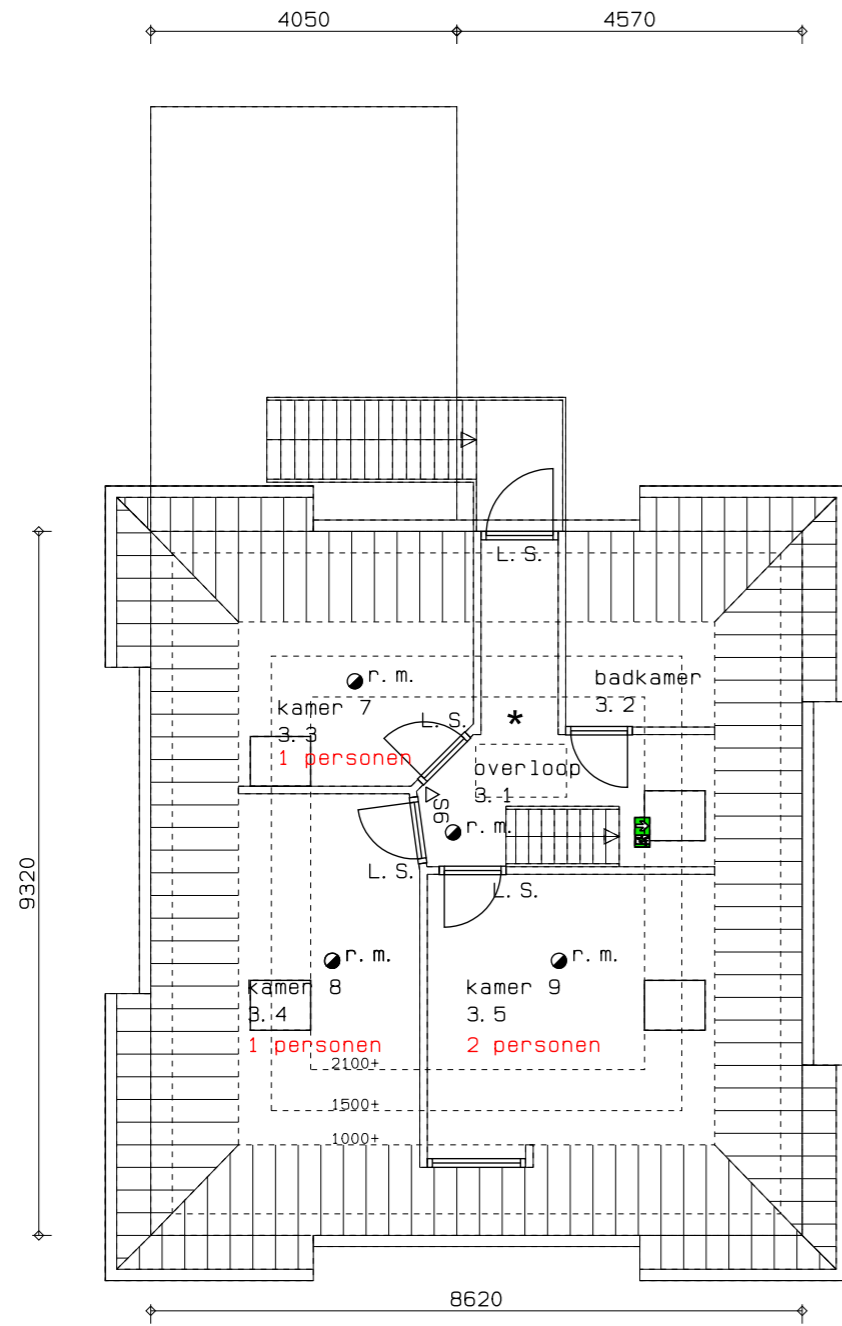 4050
4570
L. S.
r. m.
badkamer
3. 2
kamer 7
3. 3
1 personen
L. S.
*
overloop
3. 1
S6
r. m.
L. S.
L. S.
9320
r. m.
r. m.
kamer 8
3. 4
1 personen
kamer 9
3. 5
2 personen
2100+
1500+
1000+
8620